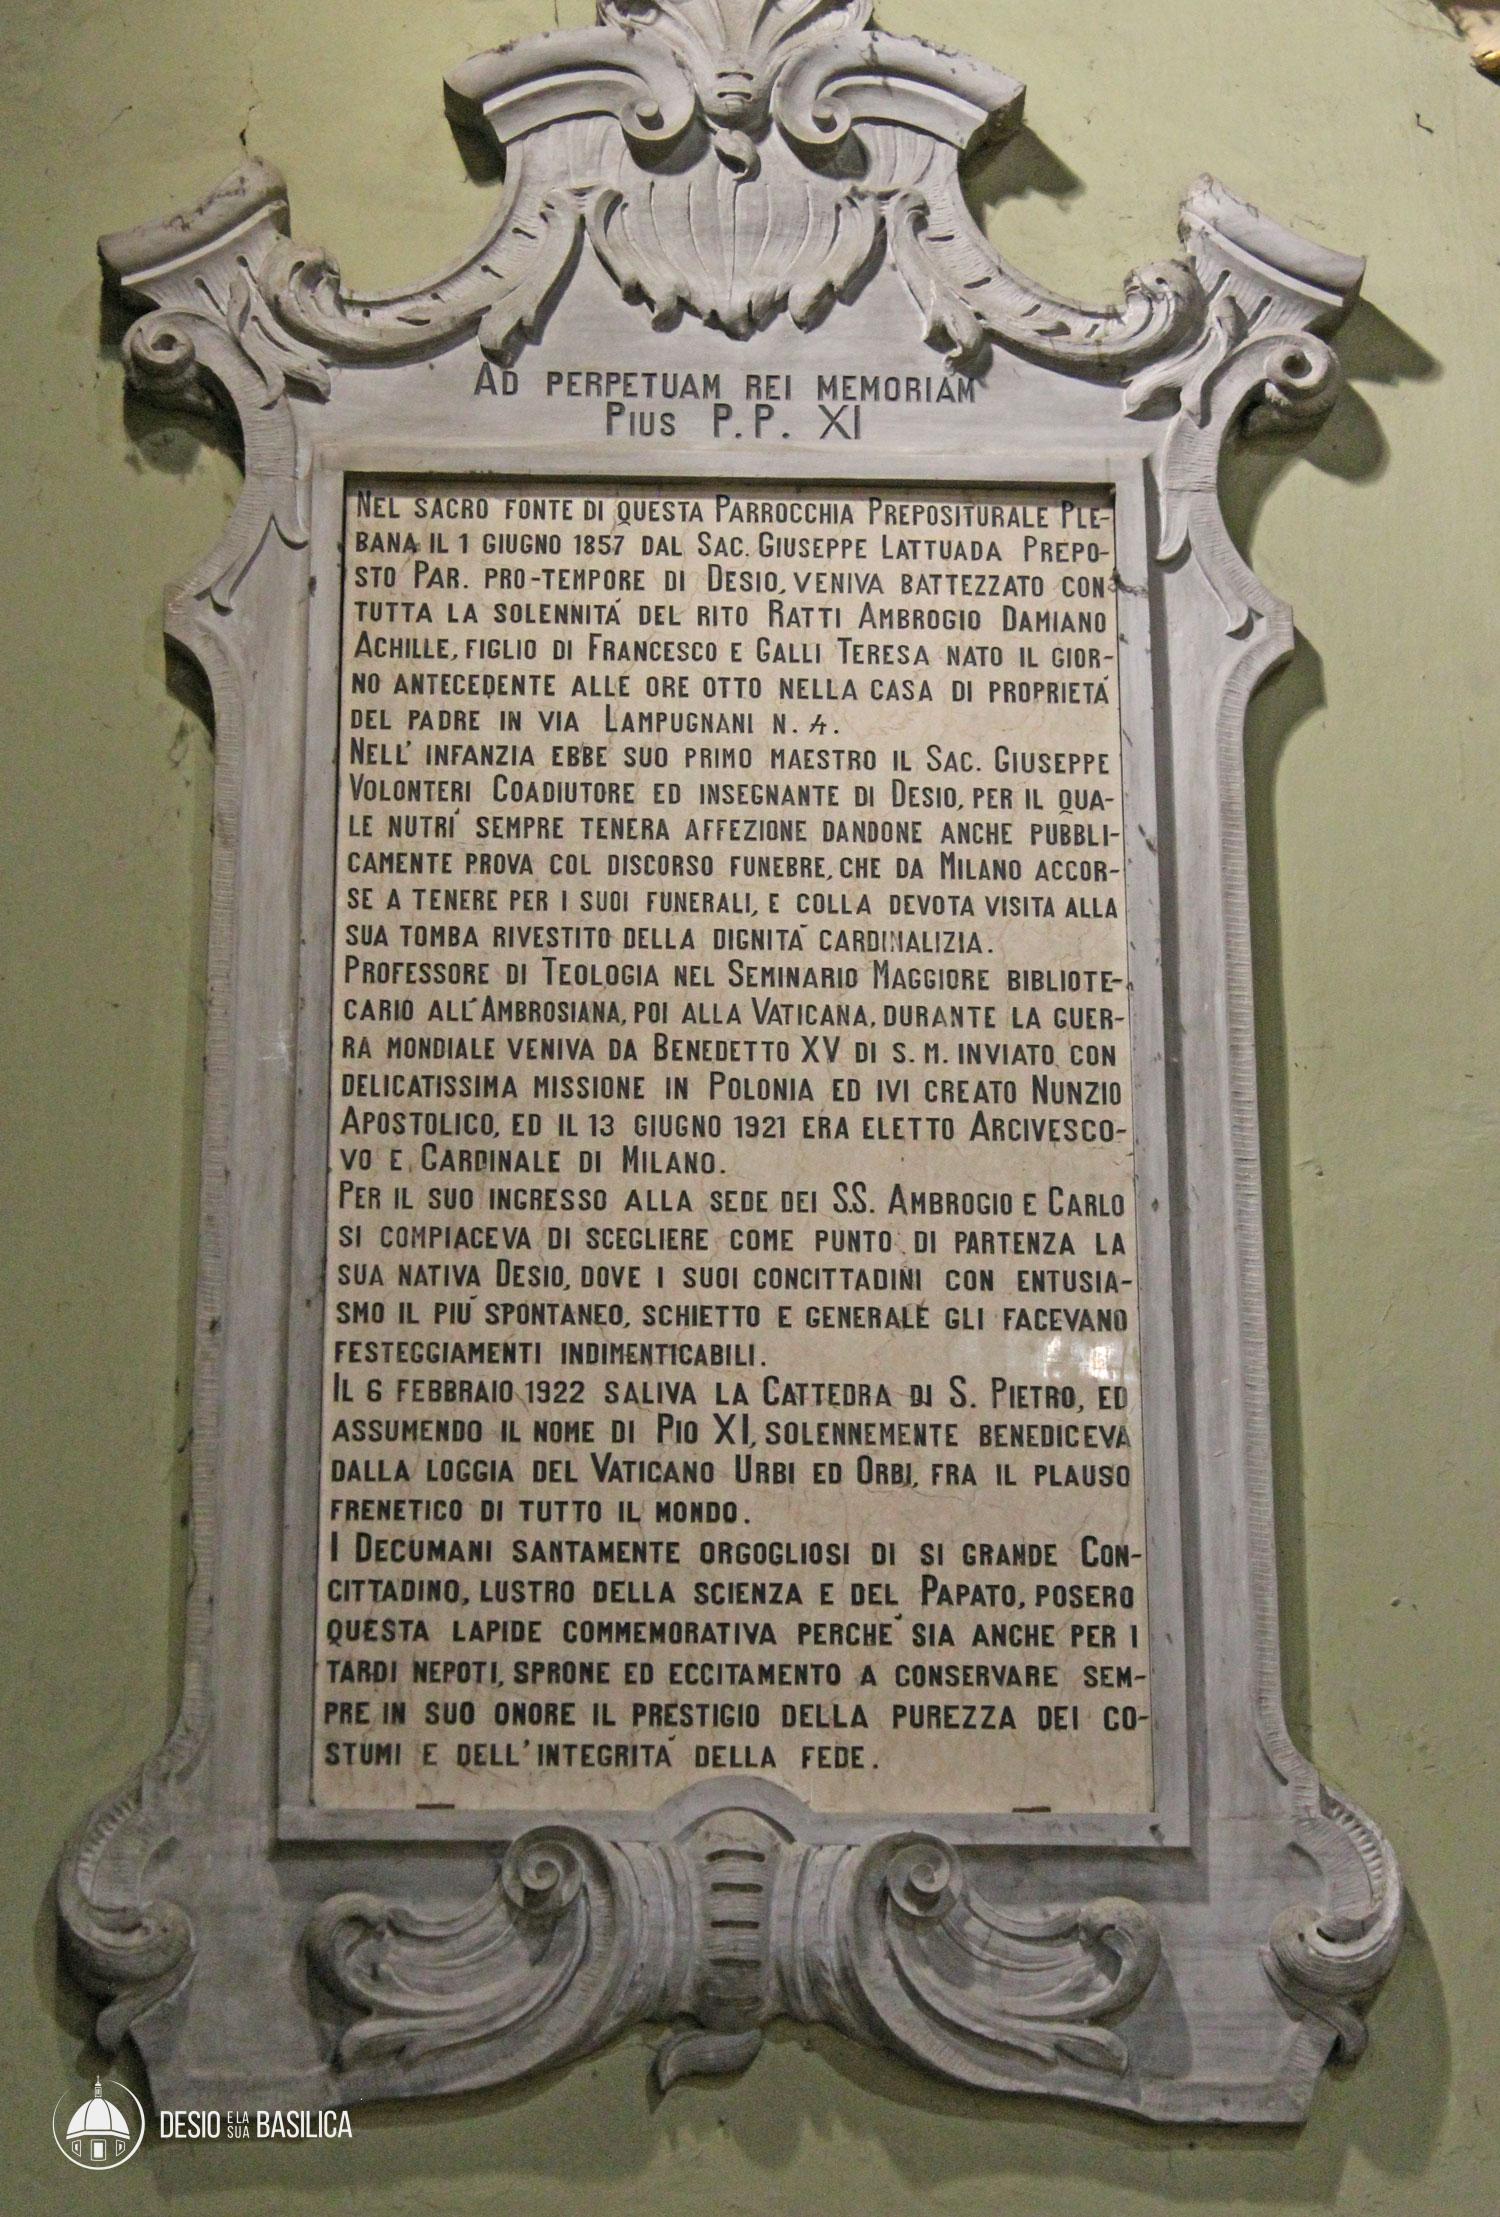 AD PERPETUAM REI MEMORIAM
PIUS P.P. XI
NEL SACRO FONTE DI QUESTA PARROCCHIA PREPOSITURALE PLE-
BANA IL 1 GIUGNO 1857 DAL SAC. GIUSEPPE LATTUADA PREPO-
STO PAR. PRO-TEMPORE DI DESIO, VENIVA BATTEZZATO CON
TUTTA LA SOLENNITÁ DEL RITO RATTI AMBROGIO DAMIANO
ACHILLE, FIGLIO DI FRANCESCO E GALLI TERESA NATO IL GIOR-
NO ANTECEDENTE ALLE ORE OTTO NELLA CASA DI PROPRIETÁ
DEL PADRE IN VIA LAMPUGNANI N. 4.
NELL' INFANZIA EBBE SUO PRIMO MAESTRO IL SAC. GIUSEPPE
VOLONTERI COADIUTORE ED INSEGNANTE DI DESIO, PER IL QUA-
LE NUTRI' SEMPRE TENERA AFFEZIONE DANDONE ANCHE PUBBLI-
CAMENTE PROVA COL DISCORSO FUNEBRE, CHE DA MILANO ACCOR-
SE A TENERE PER I SUOI FUNERALI, E COLLA DEVOTA VISITA ALLA
SUA TOMBA RIVESTITO DELLA DIGNITA' CARDINALIZIA.
PROFESSORE DI TEOLOGIA NEL SEMINARIO MAGGIORE BIBLIOTE-
CARIO ALL'AMBROSIANA, POI ALLA VATICANA, DURANTE LA GUER-
RA MONDIALE VENIVA DA BENEDETTO XV DI S. M. INVIATO CON
DELICATISSIMA MISSIONE IN POLONIA ED IVI CREATO NUNZIO
APOSTOLICO, ED IL 13 GIUGNO 1921 ERA ELETTO ARCIVESCO-
VO E CARDINALE DI MILANO.
PER IL SUO INGRESSO ALLA SEDE DEI S.S. AMBROGIO E CARLO
SI COMPIACEVA DI SCEGLIERE COME PUNTO DI PARTENZA LA
SUA NATIVA DESIO, DOVE I SUOI CONCITTADINI CON ENTUSIA-
SMO IL PIU' SPONTANEO, SCHIETTO E GENERALE GLI FACEVANO
FESTEGGIAMENTI INDIMENTICABILI.
IL 6 FEBBRAIO 1922 SALIVA LA CATTEDRA DI S. PIETRO, ED
ASSUMENDO IL NOME DI PIO XI, SOLENNEMENTE BENEDICEVA
DALLA LOGGIA DEL VATICANO URBI ED ORBI, FRA IL PLAUSO
FRENETICO DI TUTTO IL MONDO.
I DECUMANI SANTAMENTE ORGOGLIOSI DI SI GRANDE CON-
CITTADINO, LUSTRO DELLA SCIENZA E DEL PAPATO, POSERO
QUESTA LAPIDE COMMEMORATIVA PERCHE' SIA ANCHE PER I
TARDI NEPOTI, SPRONE ED ECCITAMENTO A CONSERVARE SEM-
PRE IN SUO ONORE IL PRESTIGIO DELLA PUREZZA DEI CO-
STUMI E DELL'INTEGRITA' DELLA FEDE.
DESIO E LA SUA BASILICA